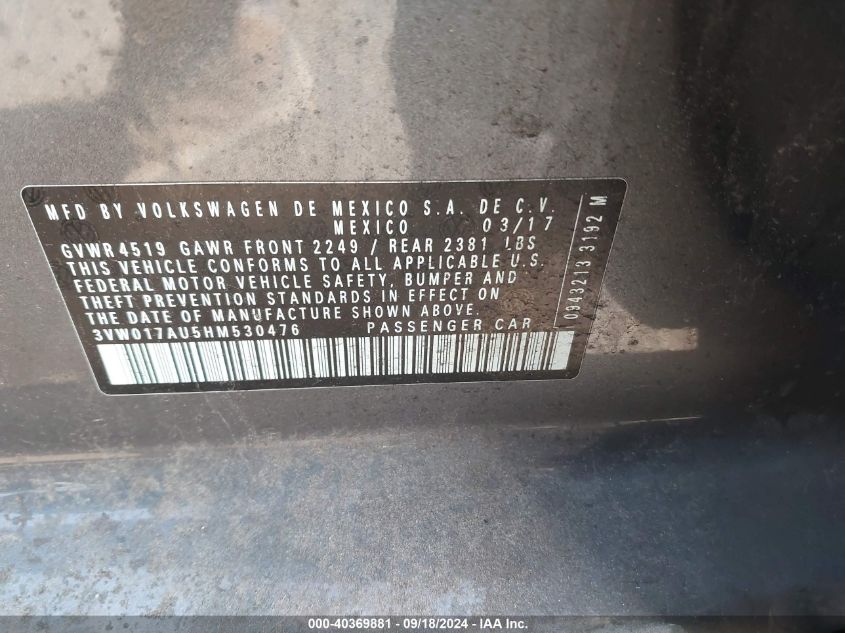 MFD BY VOLKSWAGEN DE MEXICO S.A. DE C.V.
MEXICO 03/17
GVWR4519 GAWR FRONT 2249 / REAR 2381 LBS
THIS VEHICLE CONFORMS TO ALL APPLICABLE U.S.
FEDERAL MOTOR VEHICLE SAFETY, BUMPER AND
THEFT PREVENTION STANDARDS IN EFFECT ON
THE DATE OF MANUFACTURE SHOWN ABOVE.
3VW017AU5HM530476 PASSENGER CAR
0943213 3192 M
000-40369881 - 09/18/2024 - IAA Inc.